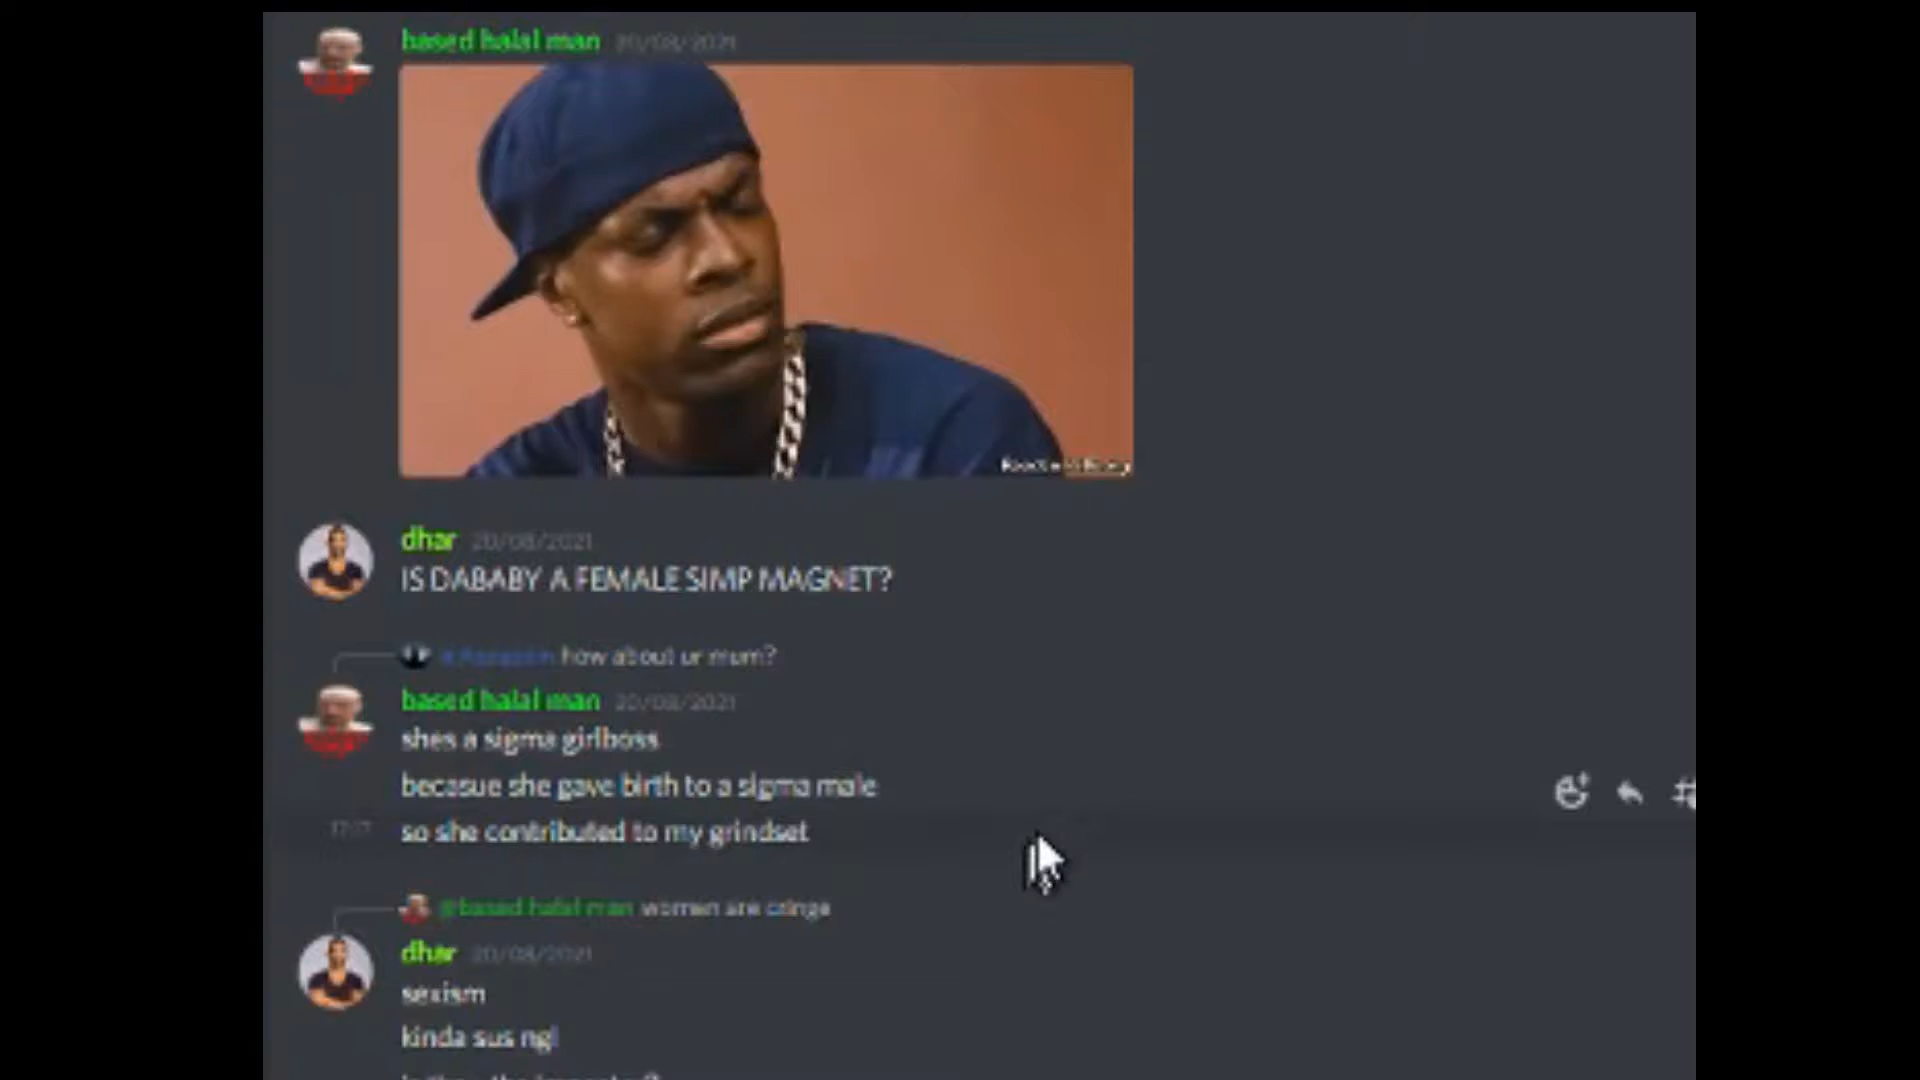 based halal man 20/08/2021
dhar 20/08/2021
IS DABABY A FEMALE SIMP MAGNET?
how about ur mum?
based halal man 20/08/2021
shes a sigma girlboss
becasue she gave birth to a sigma male
so she contributed to my grindset
@based halal man women are cringe
dhar 20/08/2021
sexism
kinda sus ngl